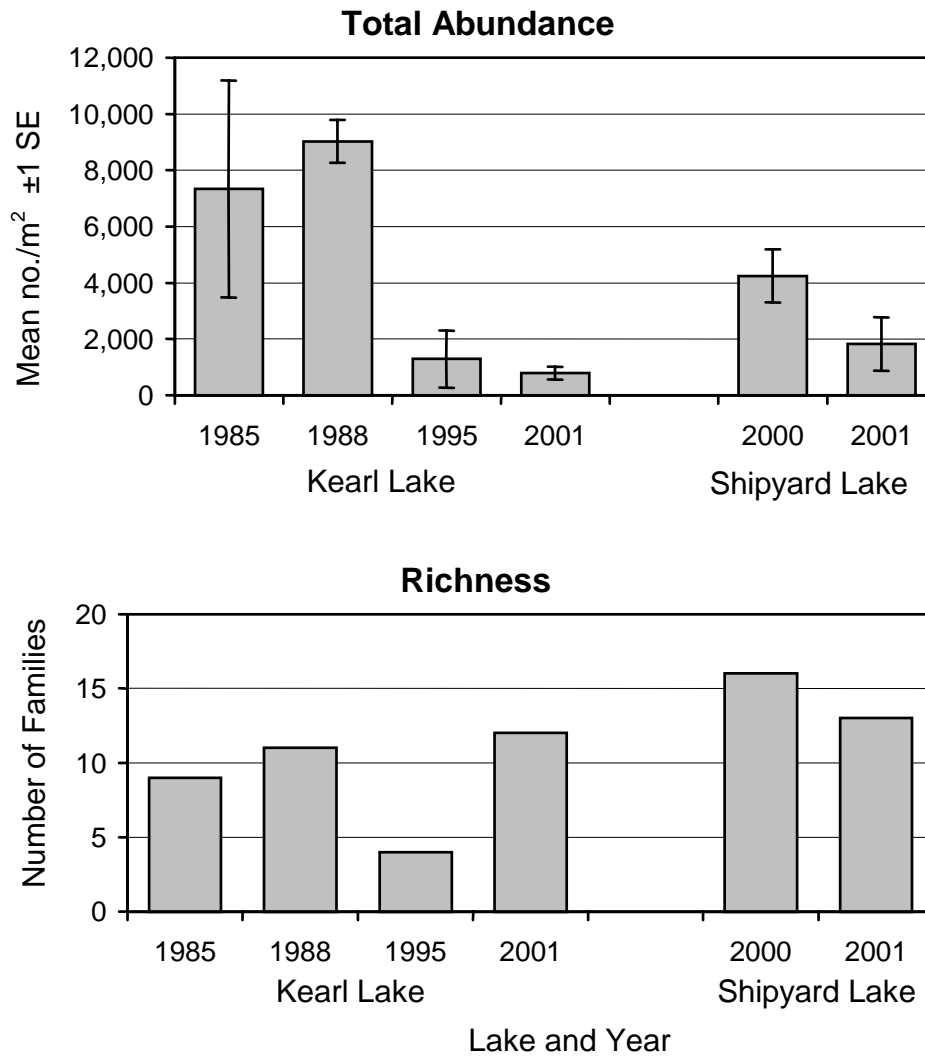 Total Abundance
Mean no./m² ±1 SE
12,000
10,000
8,000
6,000
4,000
2,000
0
1985 1988 1995 2001 2000 2001
Kearl Lake Shipyard Lake
Richness
Number of Families
20
15
10
5
0
1985 1988 1995 2001 2000 2001
Kearl Lake Shipyard Lake
Lake and Year